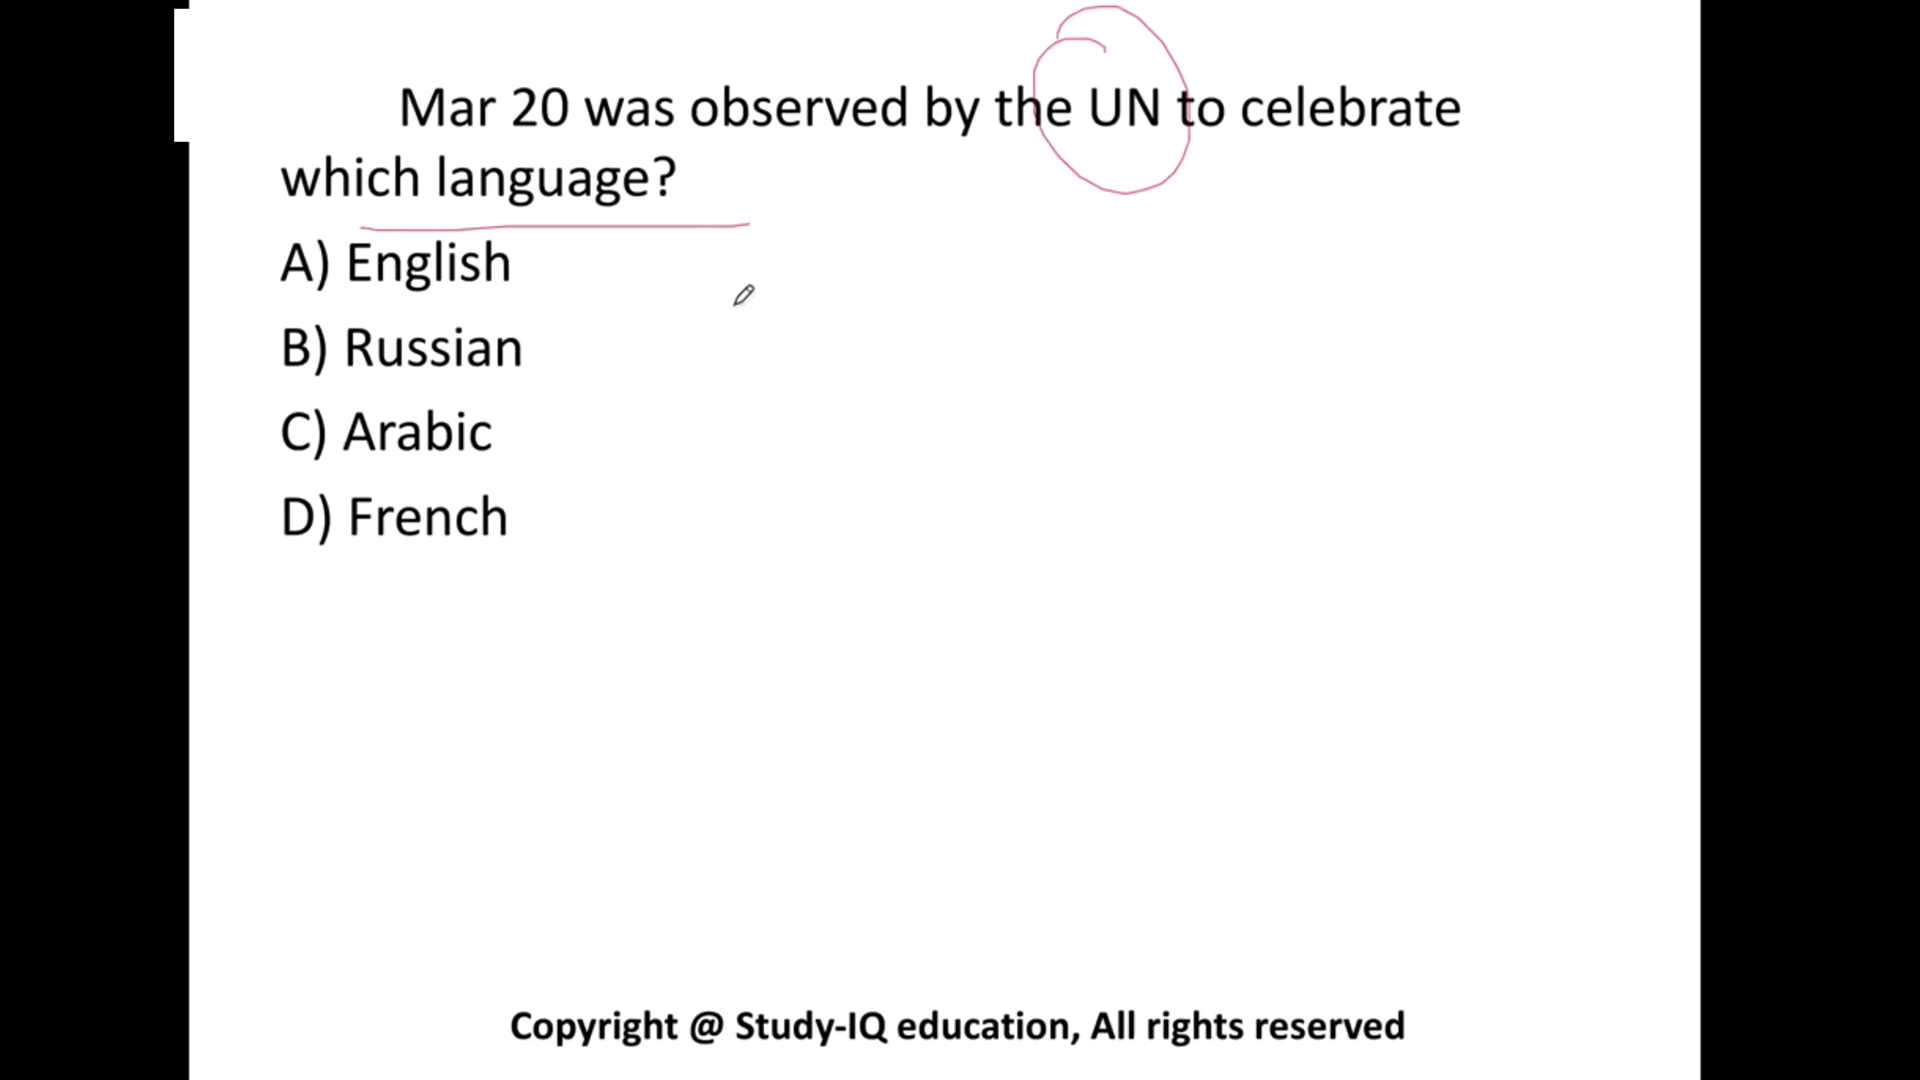 Mar 20 was observed by the UN to celebrate
which language?
A) English
B) Russian
C) Arabic
D) French
Copyright @ Study-IQ education, All rights reserved